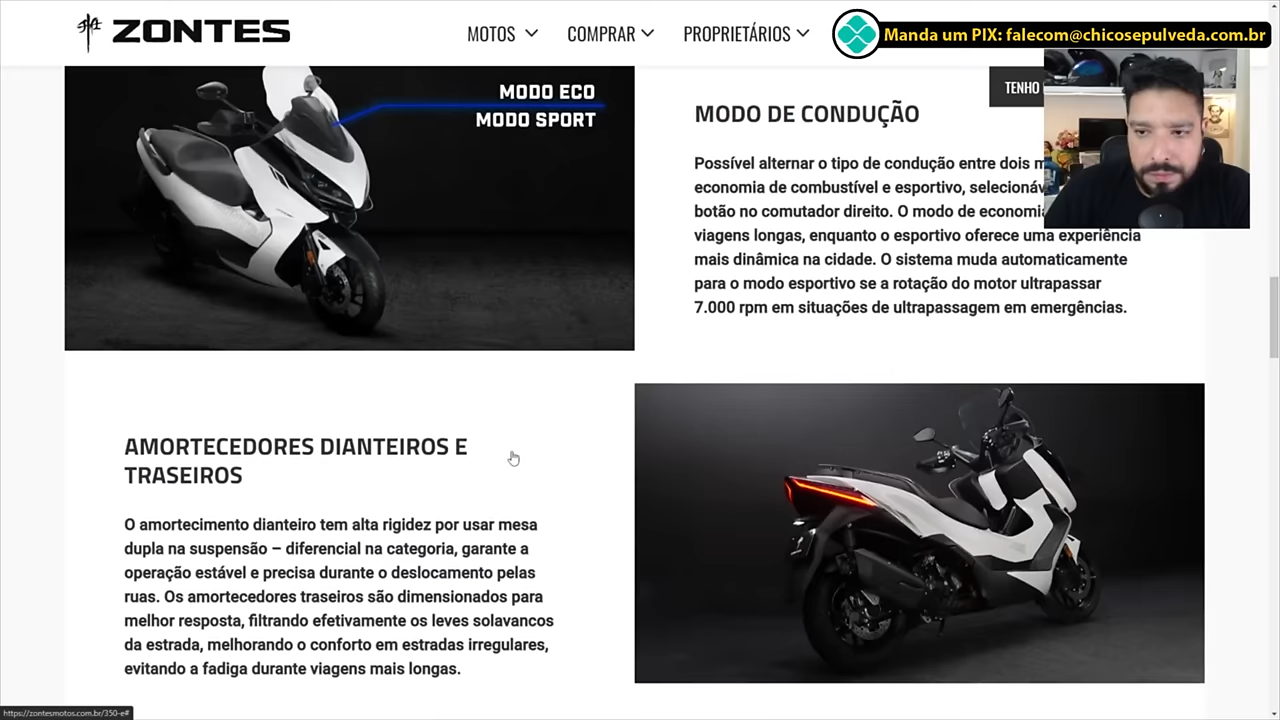 ZONTES
MOTOS
COMPRAR
PROPRIETÁRIOS
Manda um PIX: falecom@chicosepulveda.com.br
TENHO
MODO ECO
MODO SPORT
MODO DE CONDUÇÃO
Possível alternar o tipo de condução entre dois
economia de combustível e esportivo,
botão no comutador direito. O modo de
viagens longas, enquanto o esportivo oferece uma experiência
mais dinâmica na cidade. O sistema muda automaticamente
para o modo esportivo se a rotação do motor ultrapassar
7.000 rpm em situações de ultrapassagem em emergências.
AMORTECEDORES DIANTEIROS E
TRASEIROS
O amortecimento dianteiro tem alta rigidez por usar mesa
dupla na suspensão – diferencial na categoria, garante a
operação estável e precisa durante o deslocamento pelas
ruas. Os amortecedores traseiros são dimensionados para
melhor resposta, filtrando efetivamente os leves solavancos
da estrada, melhorando o conforto em estradas irregulares,
evitando a fadiga durante viagens mais longas.
https://zontesmotos.com.br/350-e#